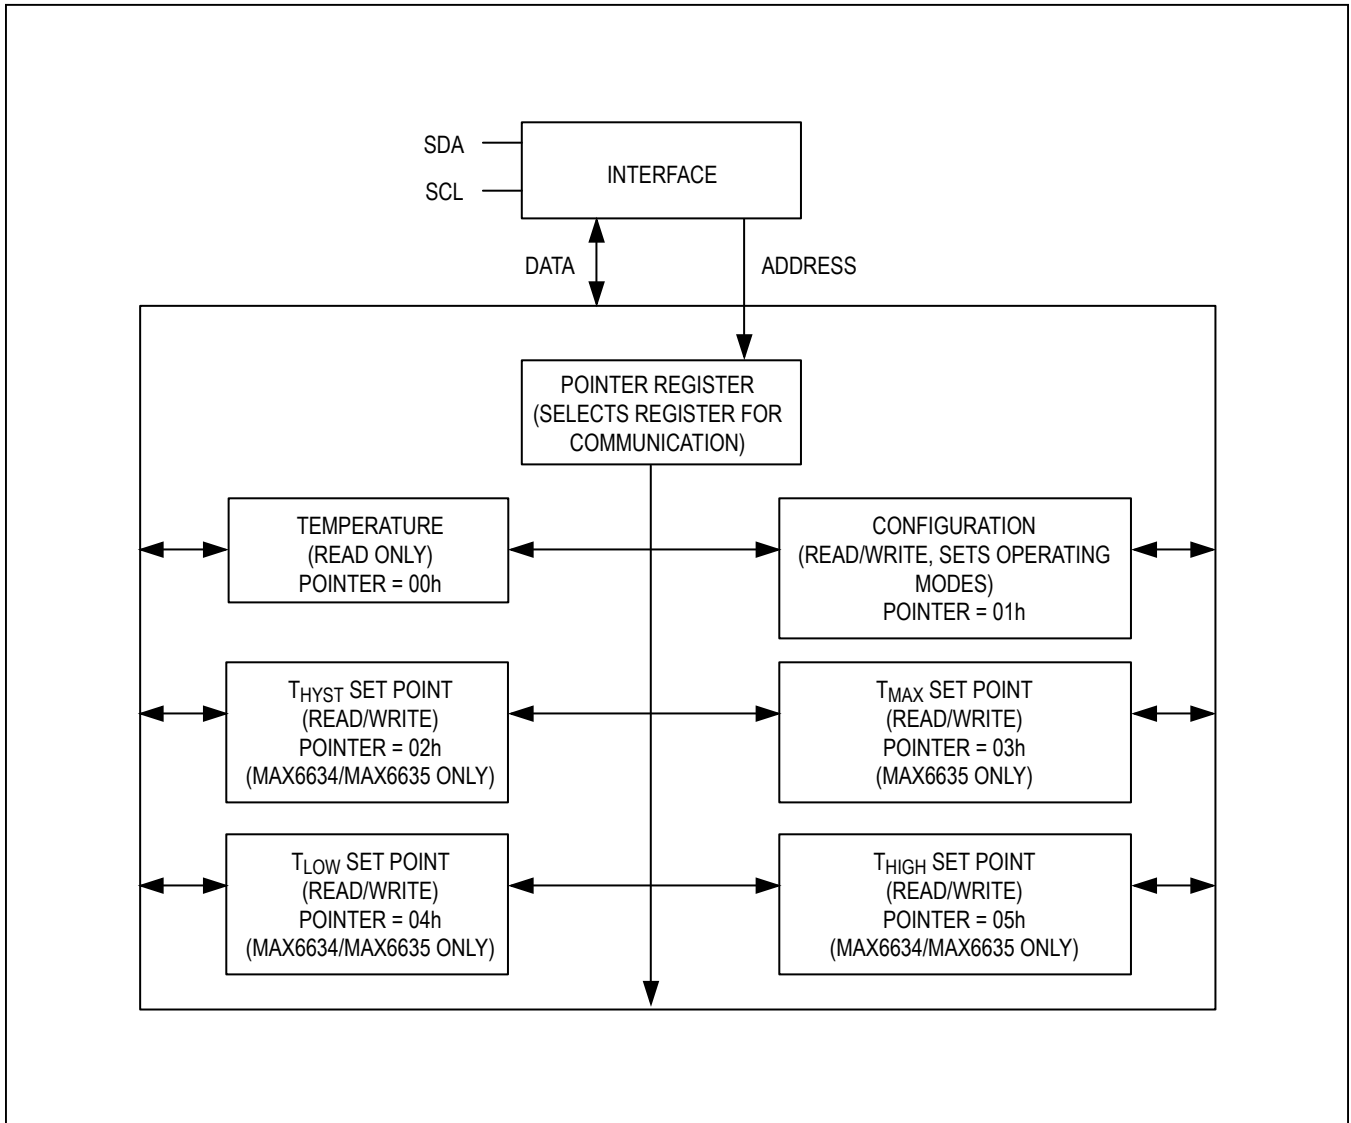 SDA
SCL
INTERFACE
DATA
ADDRESS
POINTER REGISTER
(SELECTS REGISTER FOR
COMMUNICATION)
TEMPERATURE
(READ ONLY)
POINTER = 00h
CONFIGURATION
(READ/WRITE, SETS OPERATING
MODES)
POINTER = 01h
THYST SET POINT
(READ/WRITE)
POINTER = 02h
(MAX6634/MAX6635 ONLY)
TMAX SET POINT
(READ/WRITE)
POINTER = 03h
(MAX6635 ONLY)
TLOW SET POINT
(READ/WRITE)
POINTER = 04h
(MAX6634/MAX6635 ONLY)
THIGH SET POINT
(READ/WRITE)
POINTER = 05h
(MAX6634/MAX6635 ONLY)